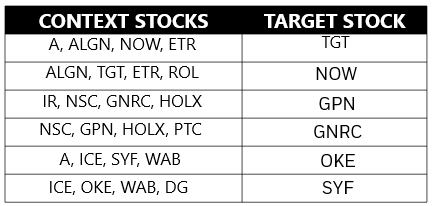 CONTEXT STOCKS TARGET STOCK
A, ALGN, NOW, ETR TGT
ALGN, TGT, ETR, ROL NOW
IR, NSC, GNRC, HOLX GPN
NSC, GPN, HOLX, PTC GNRC
A, ICE, SYF, WAB OKE
ICE, OKE, WAB, DG SYF